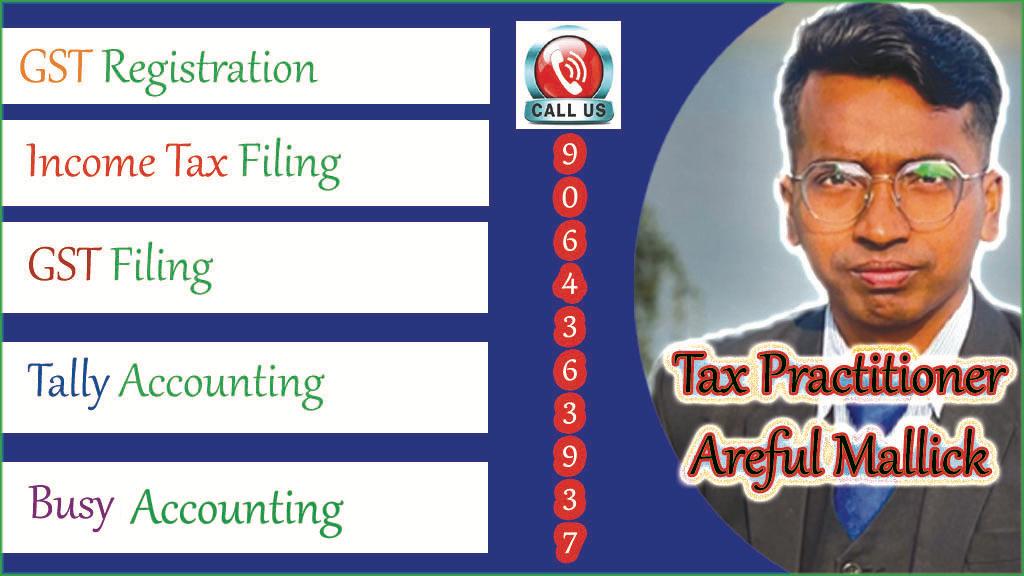 GST Registration
Income Tax Filing
GST Filing
Tally Accounting
Busy Accounting
CALL US
9
0
6
4
3
6
3
9
3
7
Tax Practitioner
Areful Mallick